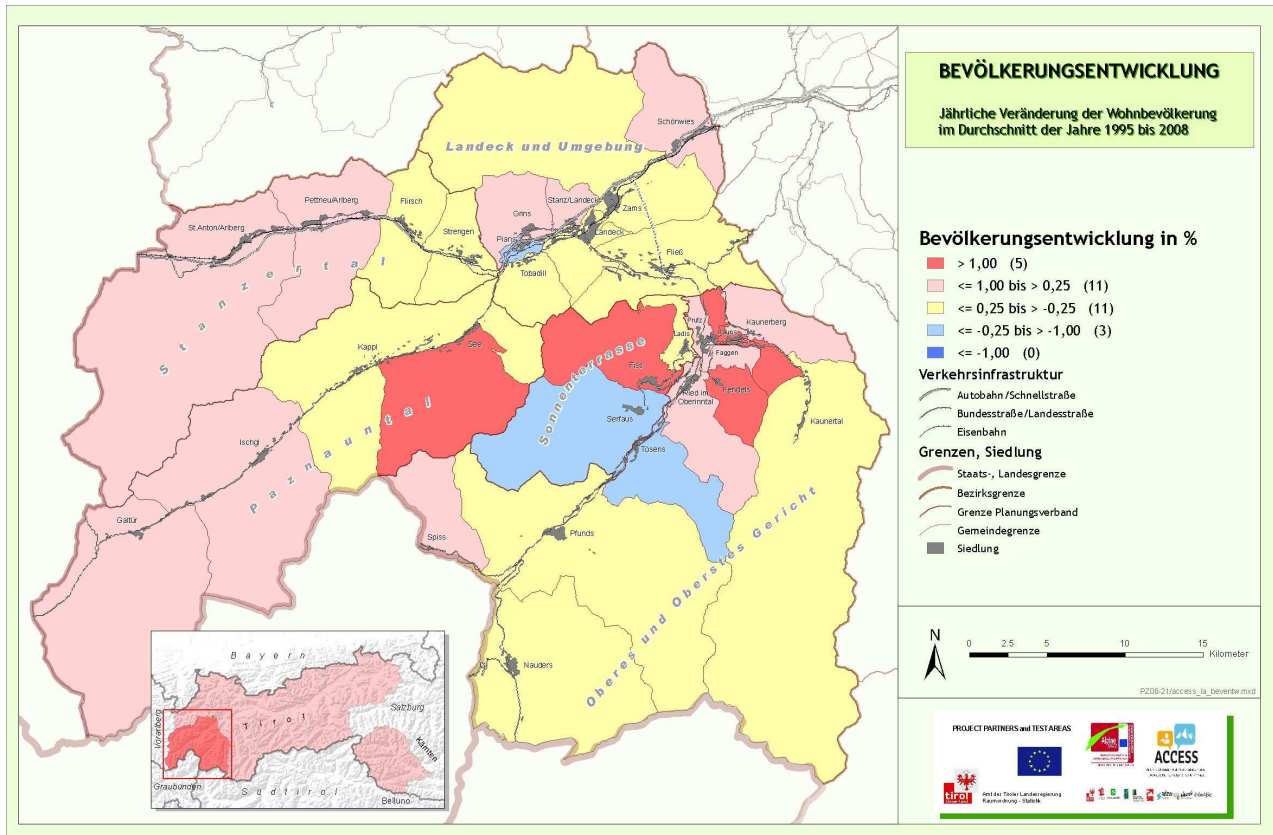 BEVÖLKERUNGSENTWICKLUNG
Jährliche Veränderung der Wohnbevölkerung
im Durchschnitt der Jahre 1995 bis 2008
Bevölkerungsentwicklung in %
> 1,00 (5)
<= 1,00 bis > 0,25 (11)
<= 0,25 bis > -0,25 (11)
<= -0,25 bis > -1,00 (3)
<= -1,00 (0)
Verkehrsinfrastruktur
Autobahn/Schnellstraße
Bundesstraße/Landesstraße
Eisenbahn
Grenzen, Siedlung
Staats-, Landesgrenze
Bezirksgrenze
Grenze Planungsverband
Gemeindegrenze
Siedlung
N
0 2.5 5 10 15
Kilometer
PZ08-21/access_la_beventw.mxd
PROJECT PARTNERS and TEST AREAS
Alpine
ACCESS
tirol
Amt der Tiroler Landesregierung
Raumordnung - Statistik
Schönwies
Landeck und Umgebung
Pettneu/Arlberg
Flirsch
Grins
Stanz/Landeck
Zams
St.Anton/Arlberg
Strengen
Pians
Landeck
Fließ
Tobadill
Stanzertal
Kappl
See
Sonnenterrasse
Ladis
Prutz
Kauns
Kaunerberg
Faggen
Fiss
Ried im
Oberinntal
Fendels
Kaunertal
Serfaus
Ischgl
Paznauntal
Tösens
Galtür
Spiss
Pfunds
Oberes und Oberstes Gericht
Nauders
Bayern
Vorarlberg
Tirol
Salzburg
Kärnten
Graubünden
Südtirol
Belluno